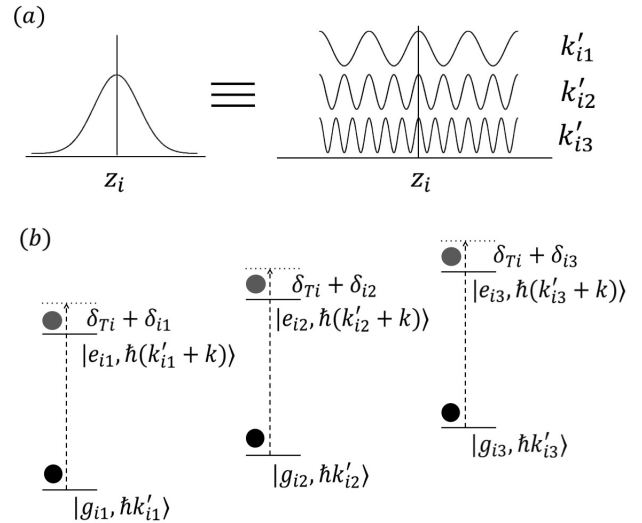 (a)
≡
k'_{i1}
k'_{i2}
k'_{i3}
z_i
z_i
(b)
δ_{Ti} + δ_{i1}
|e_{i1}, ħ(k'_{i1} + k)⟩
|g_{i1}, ħk'_{i1}⟩
δ_{Ti} + δ_{i2}
|e_{i2}, ħ(k'_{i2} + k)⟩
|g_{i2}, ħk'_{i2}⟩
δ_{Ti} + δ_{i3}
|e_{i3}, ħ(k'_{i3} + k)⟩
|g_{i3}, ħk'_{i3}⟩